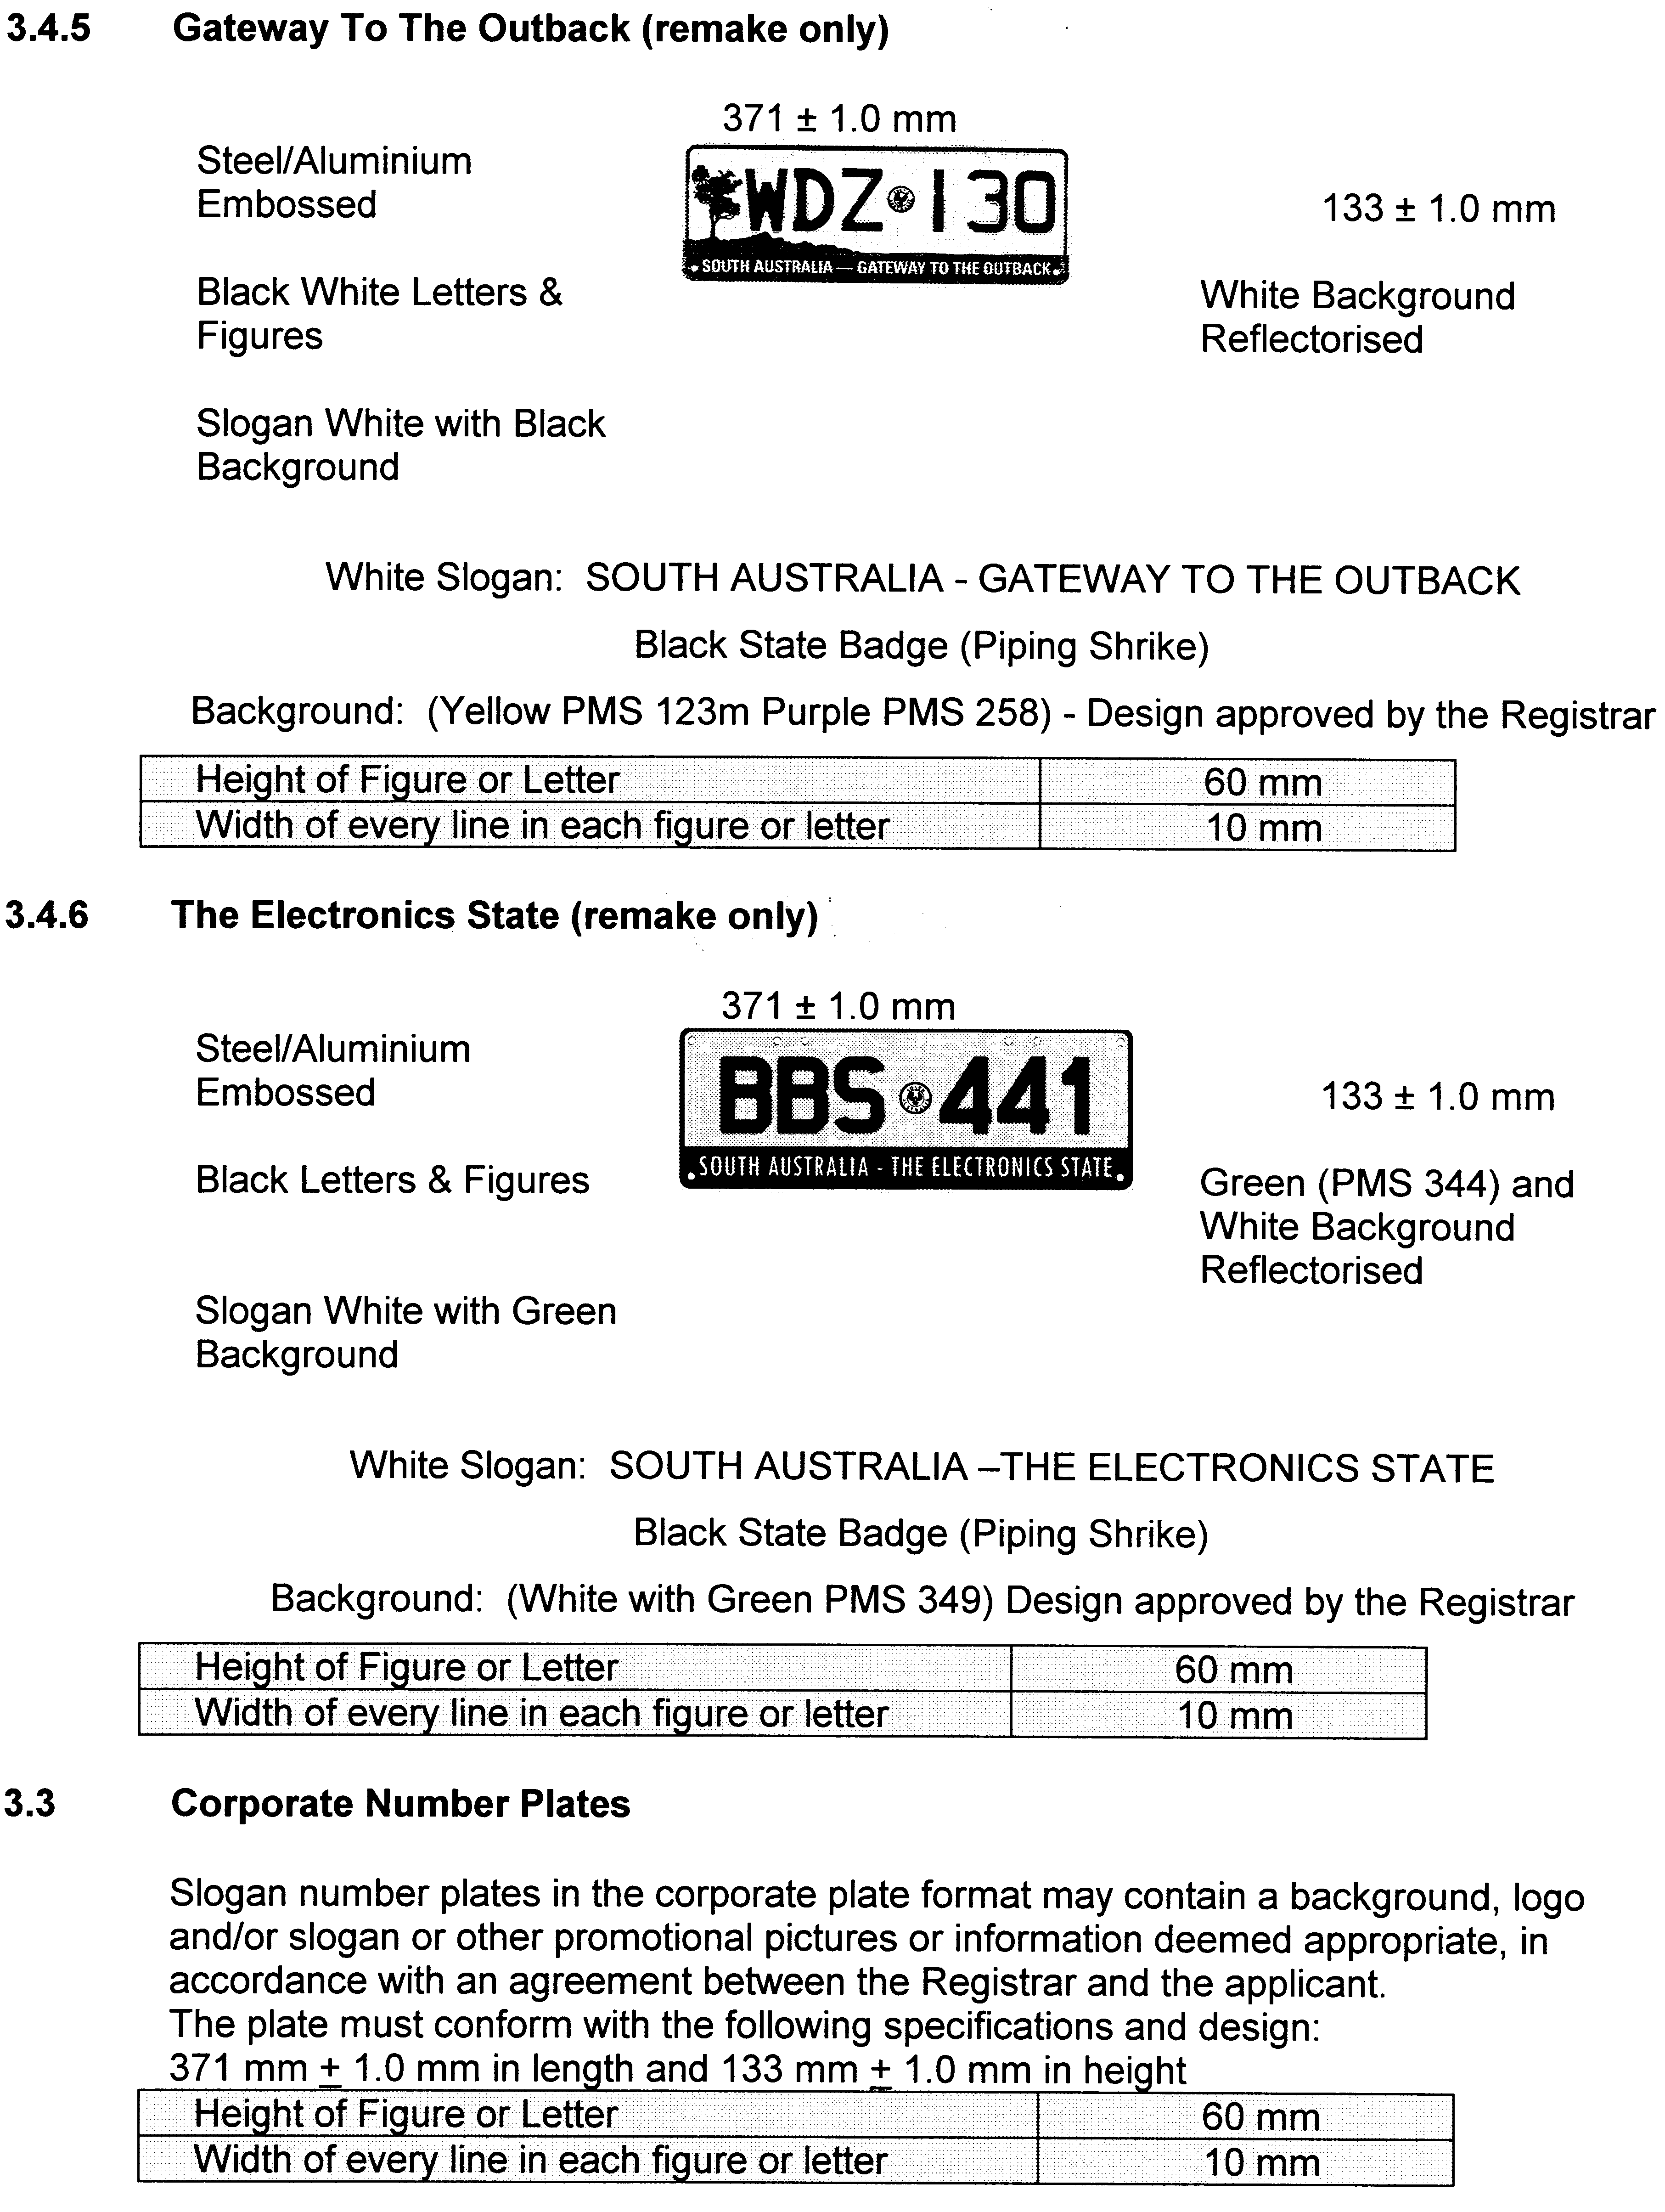 3.4.5 Gateway To The Outback (remake only)
371 ± 1.0 mm
Steel/Aluminium
Embossed
WDZ 130
SOUTH AUSTRALIA — GATEWAY TO THE OUTBACK
133 ± 1.0 mm
Black White Letters &
Figures
White Background
Reflectorised
Slogan White with Black
Background
White Slogan: SOUTH AUSTRALIA - GATEWAY TO THE OUTBACK
Black State Badge (Piping Shrike)
Background: (Yellow PMS 123m Purple PMS 258) - Design approved by the Registrar
Height of Figure or Letter 60 mm
Width of every line in each figure or letter 10 mm
3.4.6 The Electronics State (remake only)
371 ± 1.0 mm
Steel/Aluminium
Embossed
BBS 441
SOUTH AUSTRALIA - THE ELECTRONICS STATE
133 ± 1.0 mm
Black Letters & Figures
Green (PMS 344) and
White Background
Reflectorised
Slogan White with Green
Background
White Slogan: SOUTH AUSTRALIA –THE ELECTRONICS STATE
Black State Badge (Piping Shrike)
Background: (White with Green PMS 349) Design approved by the Registrar
Height of Figure or Letter 60 mm
Width of every line in each figure or letter 10 mm
3.3 Corporate Number Plates
Slogan number plates in the corporate plate format may contain a background, logo
and/or slogan or other promotional pictures or information deemed appropriate, in
accordance with an agreement between the Registrar and the applicant.
The plate must conform with the following specifications and design:
371 mm ± 1.0 mm in length and 133 mm ± 1.0 mm in height
Height of Figure or Letter 60 mm
Width of every line in each figure or letter 10 mm